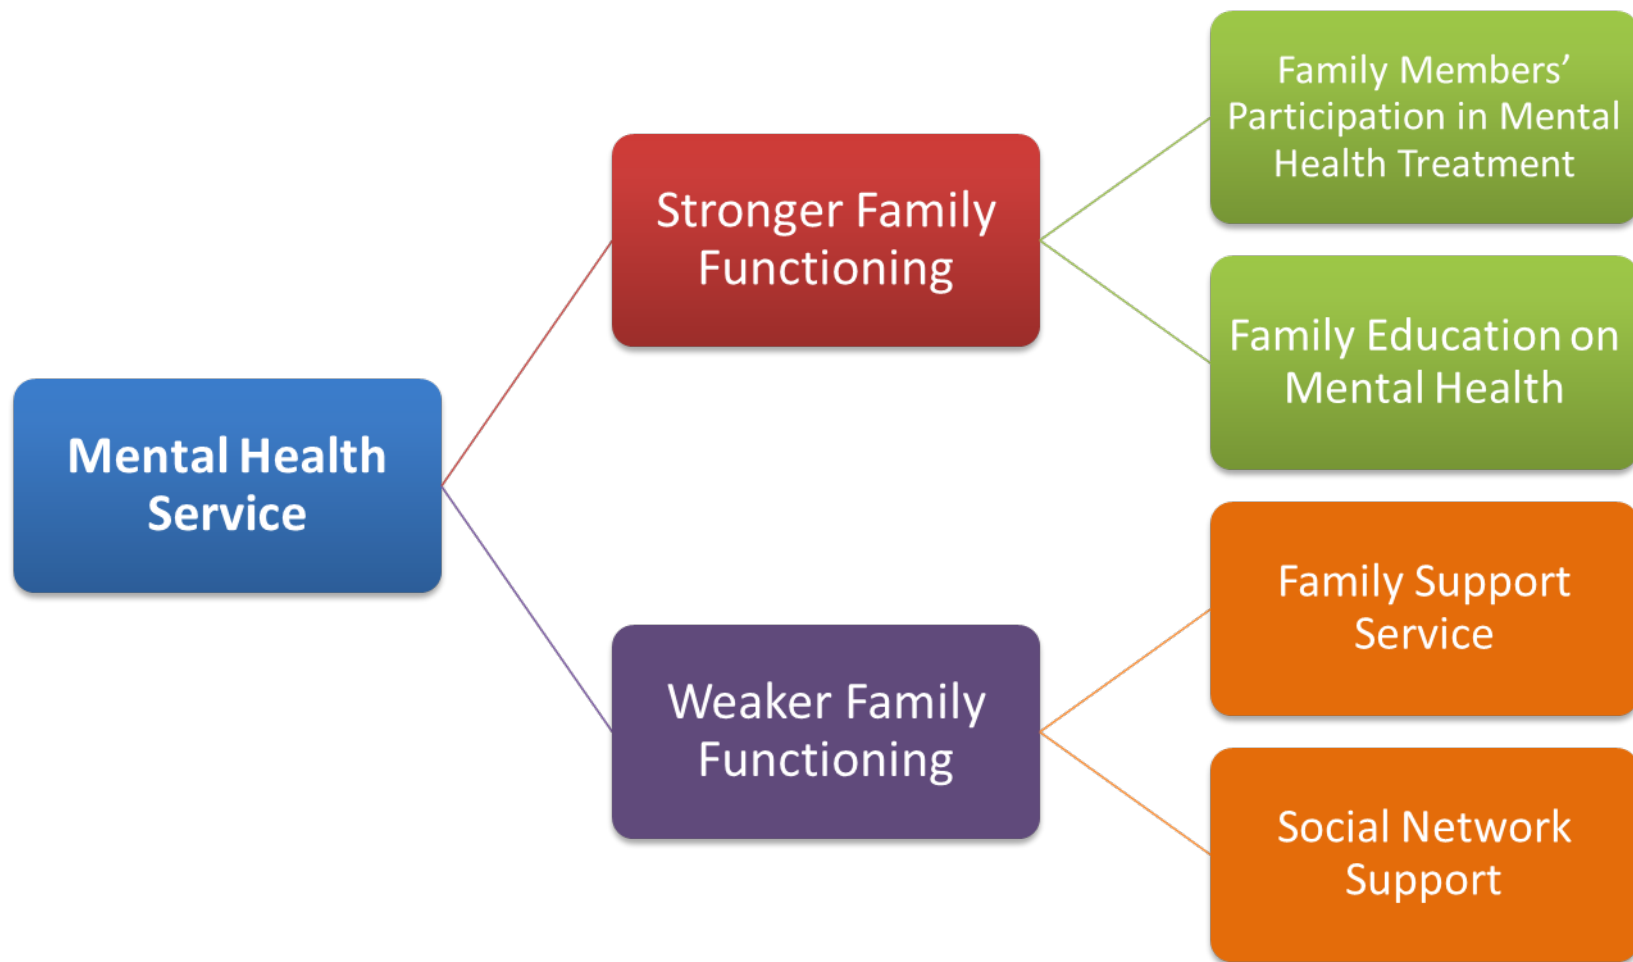 Mental Health
Service
Stronger Family
Functioning
Weaker Family
Functioning
Family Members’
Participation in Mental
Health Treatment
Family Education on
Mental Health
Family Support
Service
Social Network
Support